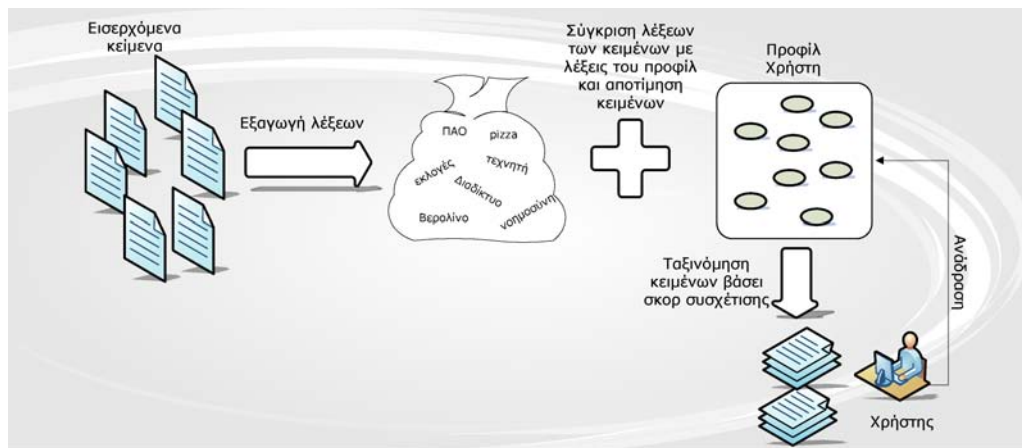 Εισερχόμενα
κείμενα
Εξαγωγή λέξεων
ΠΑΟ
pizza
εκλογές
τεχνητή
Διαδίκτυο
Βερολίνο
νοημοσύνη
Σύγκριση λέξεων
των κειμένων με
λέξεις του προφίλ
και αποτίμηση
κειμένων
Προφίλ
Χρήστη
Ταξινόμηση
κειμένων βάσει
σκορ συσχέτισης
Ανάδραση
Χρήστης